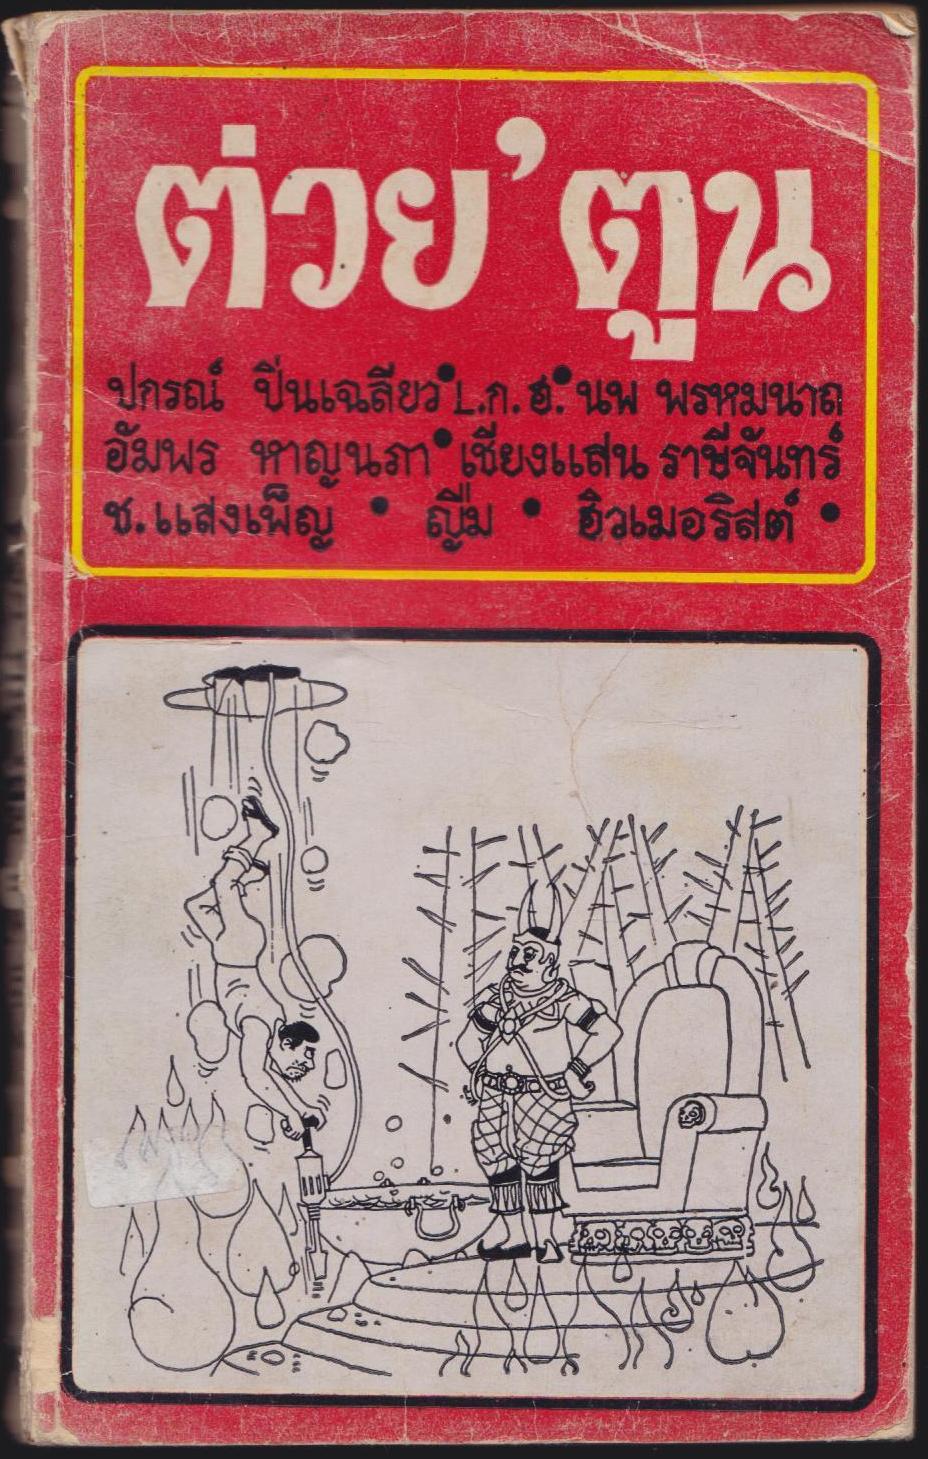 ต่วย'ตูน
ปกรณ์ ปิ่นเฉลียว • L.ก.ฮ. • นพ พรหมนาถ
อัมพร หาญนภา • เชียงแสน ราษีจันทร์
ช.แสงเพ็ญ • ญี่ม • ฮิวเมอริสต์ •